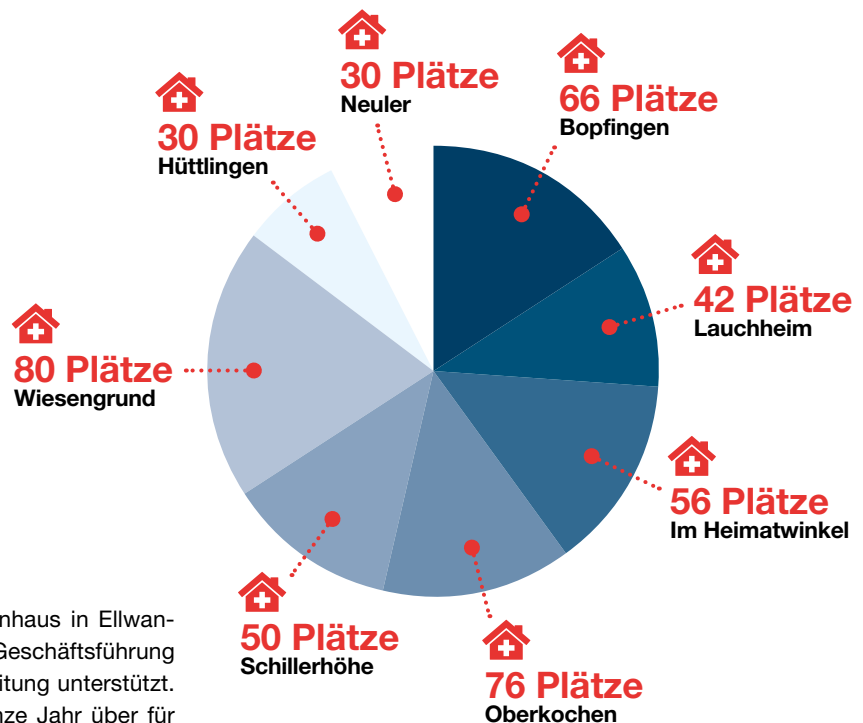 30 Plätze
Neuler
66 Plätze
Bopfingen
30 Plätze
Hüttlingen
42 Plätze
Lauchheim
80 Plätze
Wiesengrund
56 Plätze
Im Heimatwinkel
50 Plätze
Schillerhöhe
76 Plätze
Oberkochen
nhaus in Ellwan-
Geschäftsführung
itung unterstützt.
nze Jahr über für